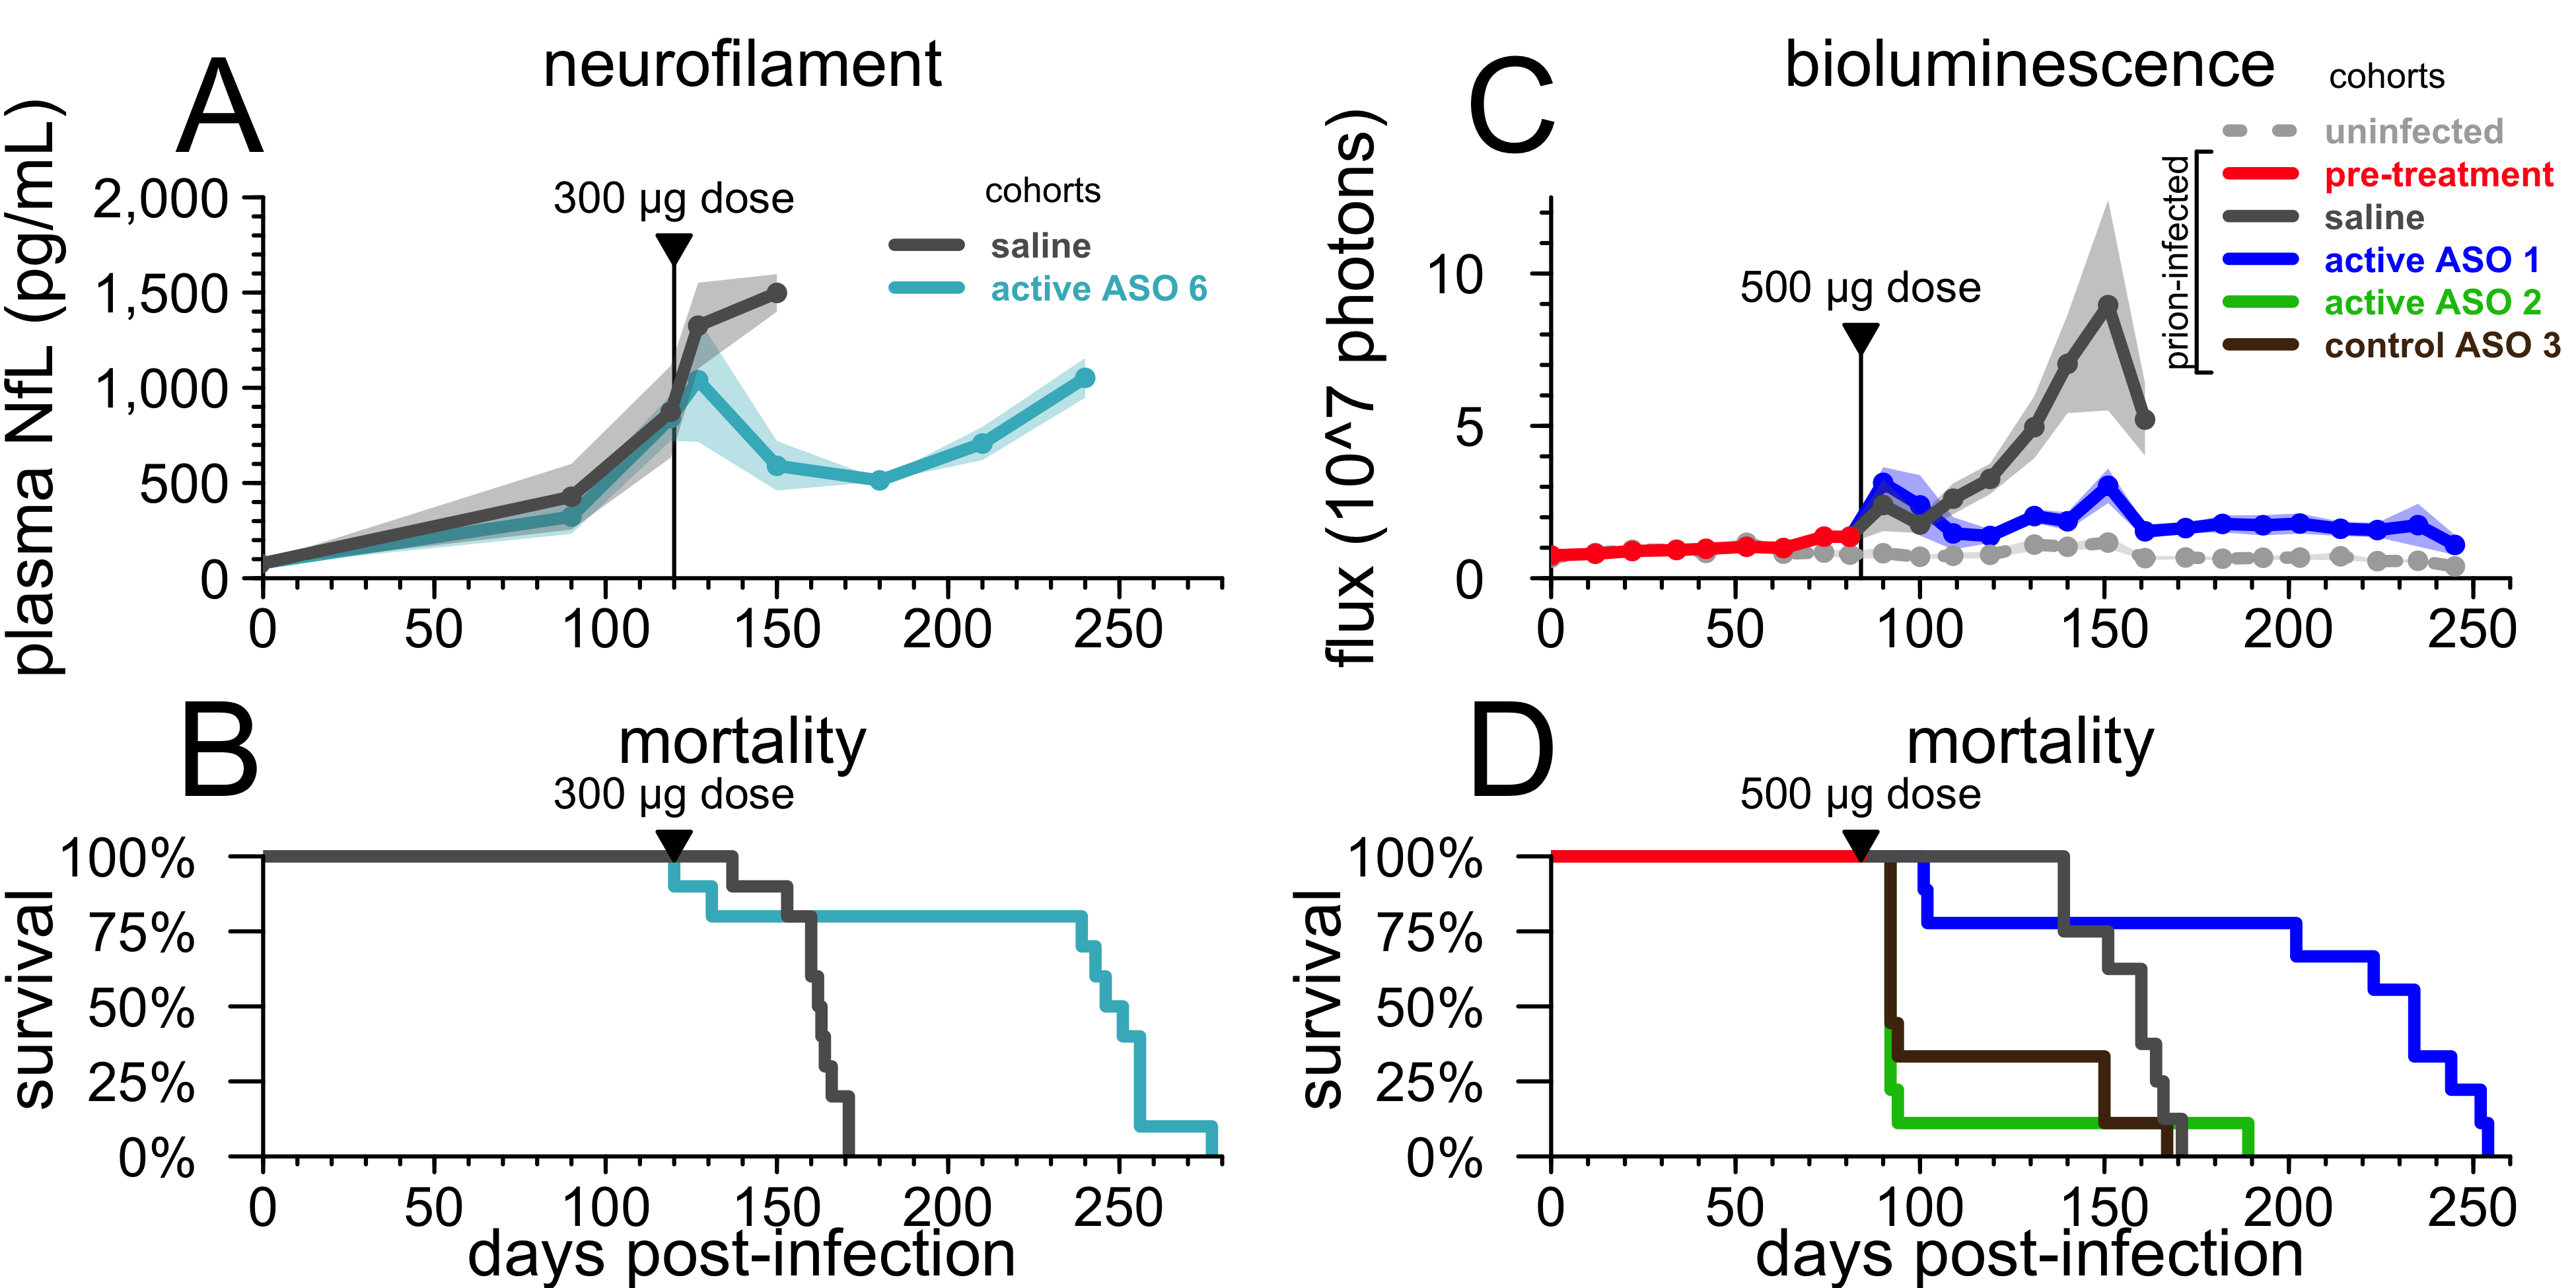 A
neurofilament
plasma NfL (pg/mL)
2,000
1,500
1,000
500
0
300 µg dose
cohorts
saline
active ASO 6
0 50 100 150 200 250
B
mortality
300 µg dose
survival
100%
75%
50%
25%
0%
0 50 100 150 200 250
days post-infection
C
bioluminescence
flux (10^7 photons)
10
5
0
500 µg dose
cohorts
uninfected
prion-infected
pre-treatment
saline
active ASO 1
active ASO 2
control ASO 3
0 50 100 150 200 250
D
mortality
500 µg dose
survival
100%
75%
50%
25%
0%
0 50 100 150 200 250
days post-infection